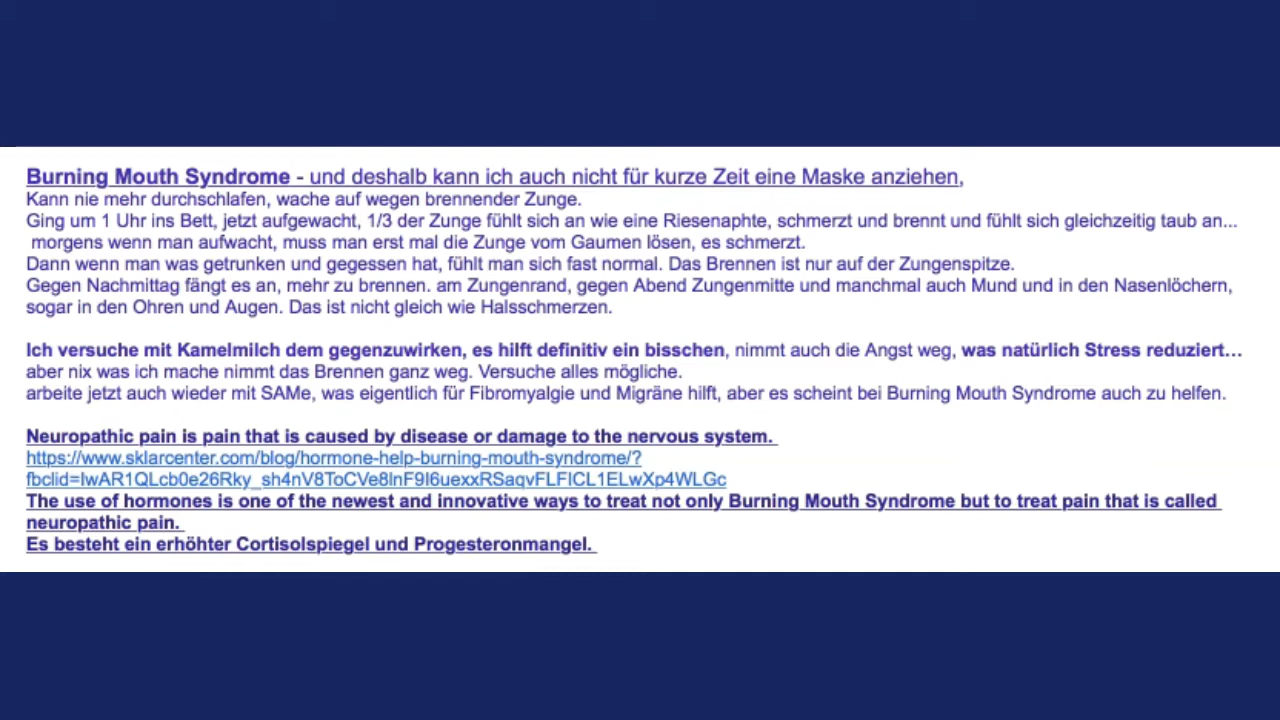 Burning Mouth Syndrome - und deshalb kann ich auch nicht für kurze Zeit eine Maske anziehen,
Kann nie mehr durchschlafen, wache auf wegen brennender Zunge.
Ging um 1 Uhr ins Bett, jetzt aufgewacht, 1/3 der Zunge fühlt sich an wie eine Riesenaphte, schmerzt und brennt und fühlt sich gleichzeitig taub an...
morgens wenn man aufwacht, muss man erst mal die Zunge vom Gaumen lösen, es schmerzt.
Dann wenn man was getrunken und gegessen hat, fühlt man sich fast normal. Das Brennen ist nur auf der Zungenspitze.
Gegen Nachmittag fängt es an, mehr zu brennen. am Zungenrand, gegen Abend Zungenmitte und manchmal auch Mund und in den Nasenlöchern,
sogar in den Ohren und Augen. Das ist nicht gleich wie Halsschmerzen.
Ich versuche mit Kamelmilch dem gegenzuwirken, es hilft definitiv ein bisschen, nimmt auch die Angst weg, was natürlich Stress reduziert...
aber nix was ich mache nimmt das Brennen ganz weg. Versuche alles mögliche.
arbeite jetzt auch wieder mit SAMe, was eigentlich für Fibromyalgie und Migräne hilft, aber es scheint bei Burning Mouth Syndrome auch zu helfen.
Neuropathic pain is pain that is caused by disease or damage to the nervous system.
https://www.sklarcenter.com/blog/hormone-help-burning-mouth-syndrome/?
fbclid=IwAR1QLcb0e26Rky_sh4nV8ToCVe8lnF9I6uexxRSaqvFLFICL1ELwXp4WLGc
The use of hormones is one of the newest and innovative ways to treat not only Burning Mouth Syndrome but to treat pain that is called
neuropathic pain.
Es besteht ein erhöhter Cortisolspiegel und Progesteronmangel.